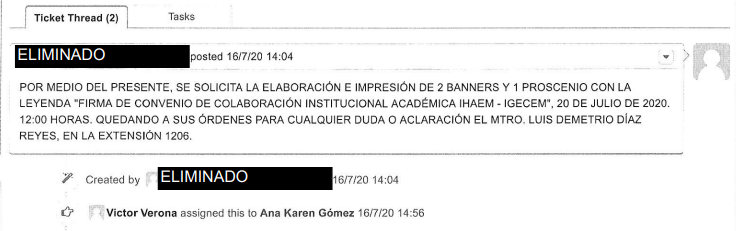 Ticket Thread (2) Tasks
ELIMINADO posted 16/7/20 14:04
POR MEDIO DEL PRESENTE, SE SOLICITA LA ELABORACIÓN E IMPRESIÓN DE 2 BANNERS Y 1 PROSCENIO CON LA
LEYENDA "FIRMA DE CONVENIO DE COLABORACIÓN INSTITUCIONAL ACADÉMICA IHAEM - IGECEM", 20 DE JULIO DE 2020.
12:00 HORAS. QUEDANDO A SUS ÓRDENES PARA CUALQUIER DUDA O ACLARACIÓN EL MTRO. LUIS DEMETRIO DÍAZ
REYES, EN LA EXTENSIÓN 1206.
Created by ELIMINADO 16/7/20 14:04
Victor Verona assigned this to Ana Karen Gómez 16/7/20 14:56